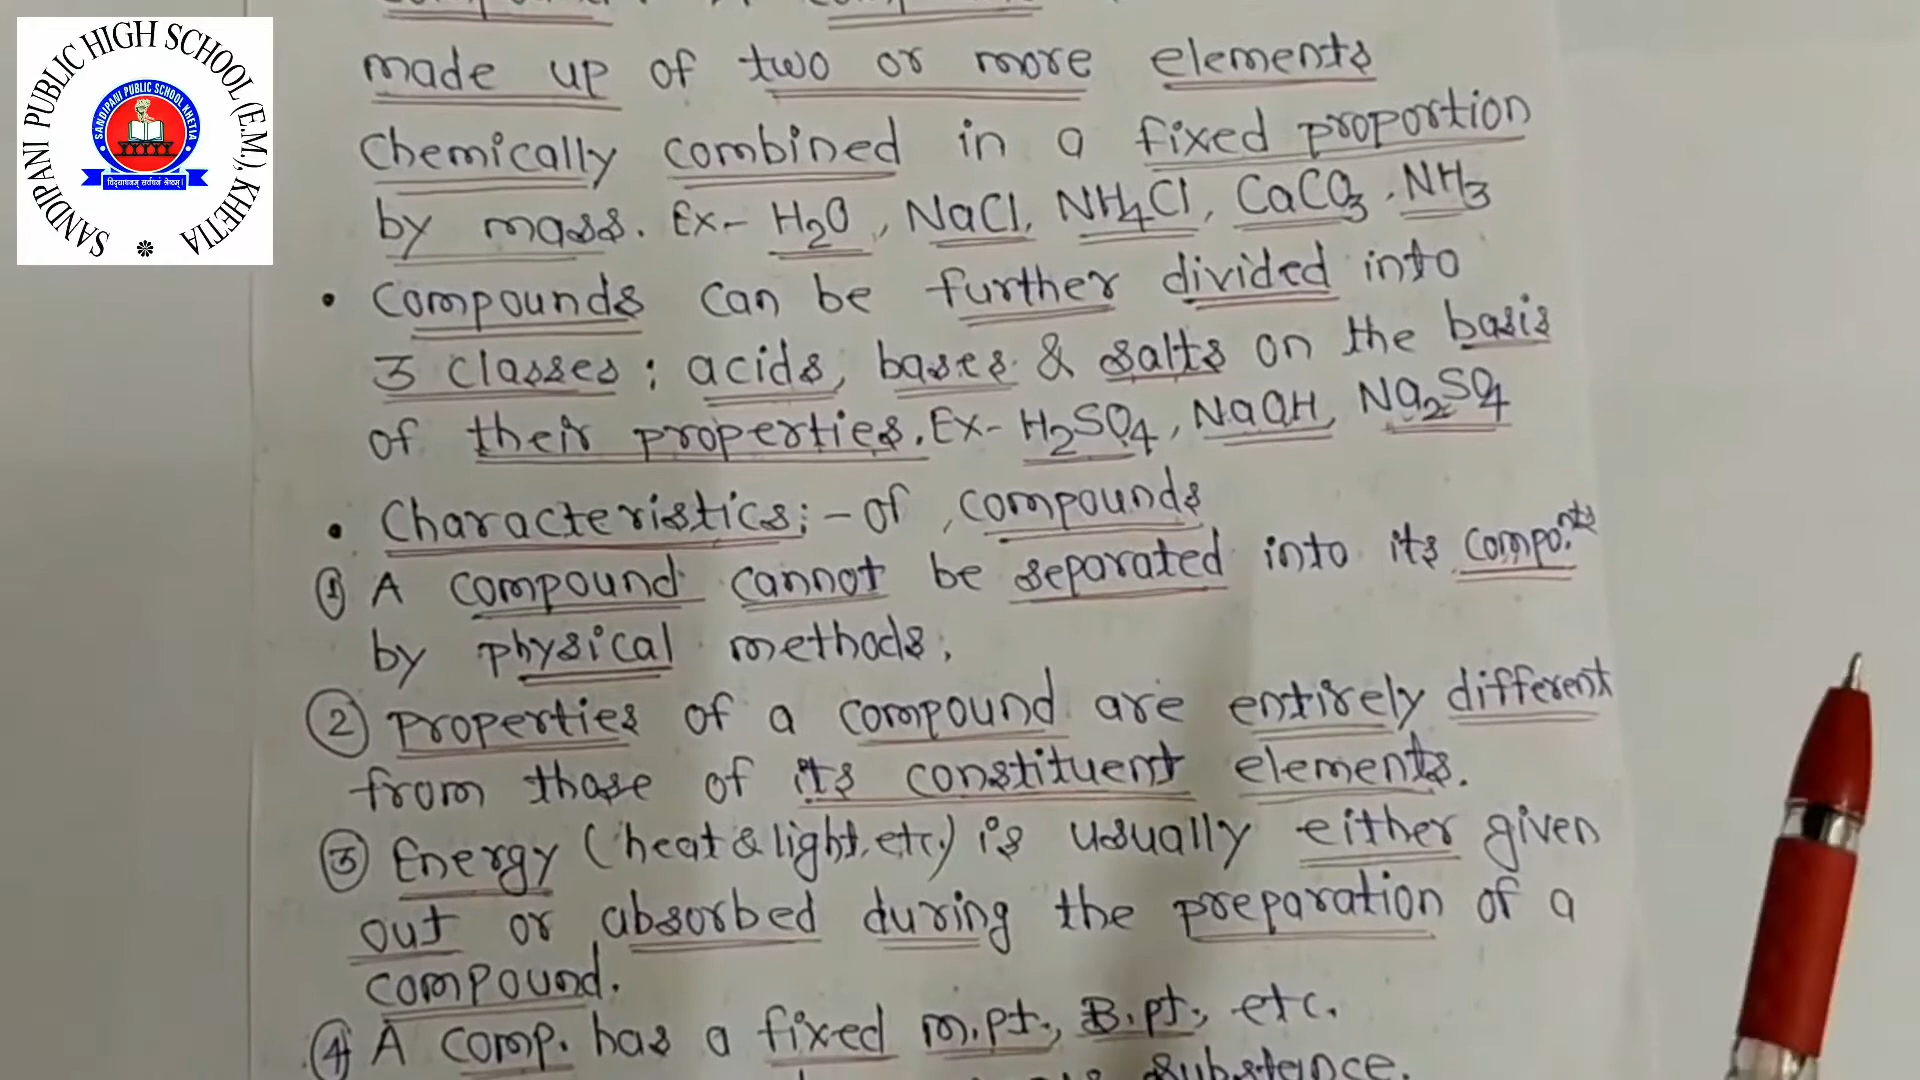 SANDIPANI PUBLIC HIGH SCHOOL (E.M.), KHETIA
SANDIPANI PUBLIC SCHOOL KHETIA
made up of two or more elements
Chemically combined in a fixed proportion
by mass. Ex- H2O, NaCl, NH4Cl, CaCO3, NH3
• Compounds can be further divided into
3 classes; acids, bases & salts on the basis
of their properties. Ex- H2SO4, NaOH, Na2SO4
• Characteristics:- of compounds
① A compound cannot be separated into its compo.nts
by physical methods.
② Properties of a compound are entirely different
from those of its constituent elements.
③ Energy (heat & light, etc.) is usually either given
out or absorbed during the preparation of a
compound.
④ A comp. has a fixed m.pt., B.pt, etc.
substance.